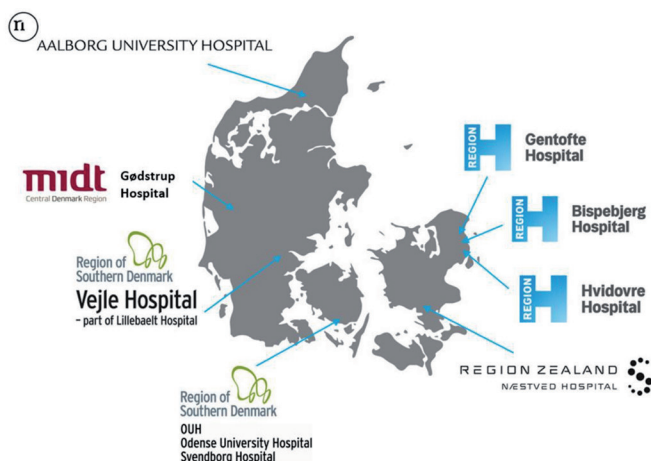 n
AALBORG UNIVERSITY HOSPITAL
midt
Central Denmark Region
Gødstrup
Hospital
Region of
Southern Denmark
Vejle Hospital
– part of Lillebaelt Hospital
Region of
Southern Denmark
OUH
Odense University Hospital
Svendborg Hospital
REGION
H
Gentofte
Hospital
REGION
H
Bispebjerg
Hospital
REGION
H
Hvidovre
Hospital
REGION ZEALAND
NÆSTVED HOSPITAL